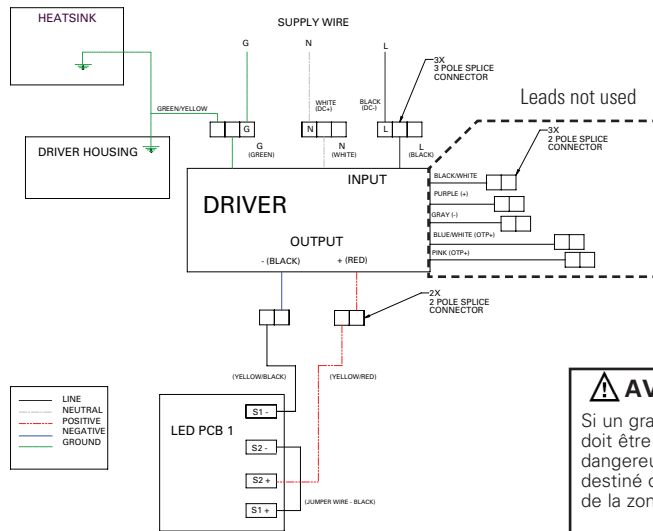 HEATSINK
SUPPLY WIRE
G
N
L
3X
3 POLE SPLICE
CONNECTOR
Leads not used
GREEN/YELLOW
WHITE
(DC+)
BLACK
(DC-)
G
N
L
3X
2 POLE SPLICE
CONNECTOR
DRIVER HOUSING
G
(GREEN)
N
(WHITE)
L
(BLACK)
INPUT
BLACK/WHITE
PURPLE (+)
DRIVER
GRAY (-)
BLUE/WHITE (OTP+)
OUTPUT
PINK (OTP+)
- (BLACK)
+ (RED)
2X
2 POLE SPLICE
CONNECTOR
(YELLOW/BLACK)
(YELLOW/RED)
LINE
NEUTRAL
POSITIVE
NEGATIVE
GROUND
LED PCB 1
S1 -
S2 -
S2 +
S1 +
(JUMPER WIRE - BLACK)
⚠ AV
Si un gra
doit être
dangereu
destiné o
de la zon